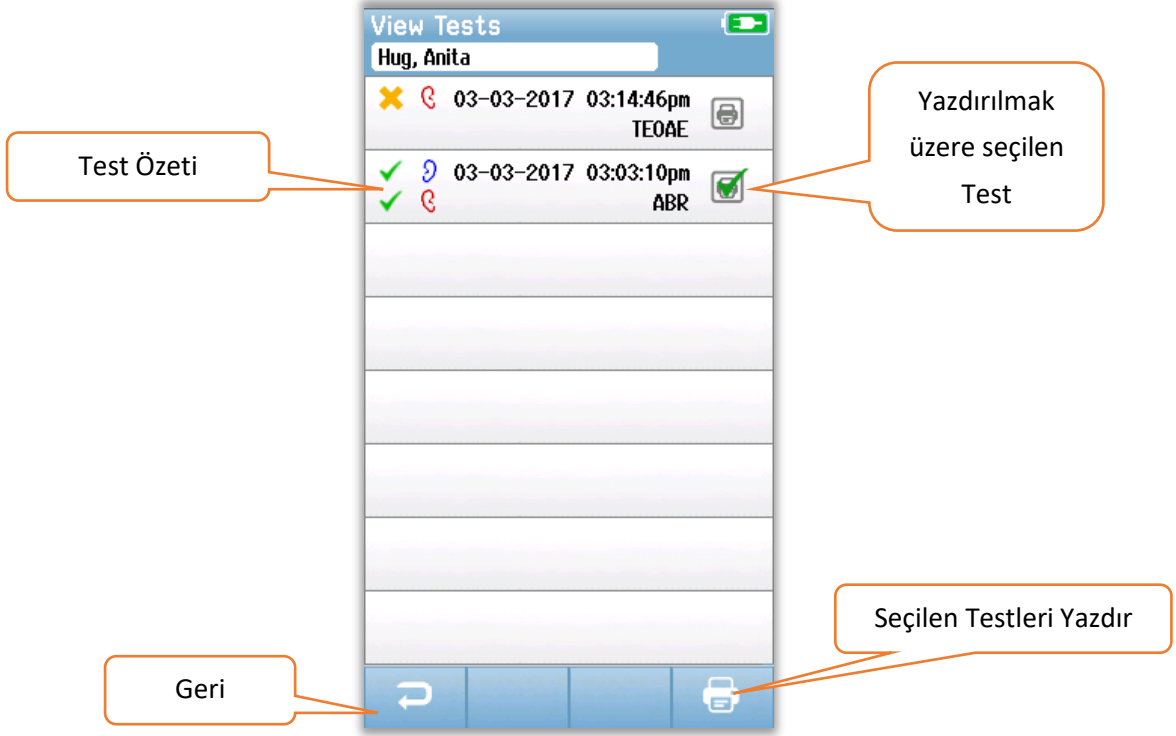 View Tests
Hug, Anita
03-03-2017 03:14:46pm
TEOAE
03-03-2017 03:03:10pm
ABR
Test Özeti
Yazdırılmak
üzere seçilen
Test
Seçilen Testleri Yazdır
Geri